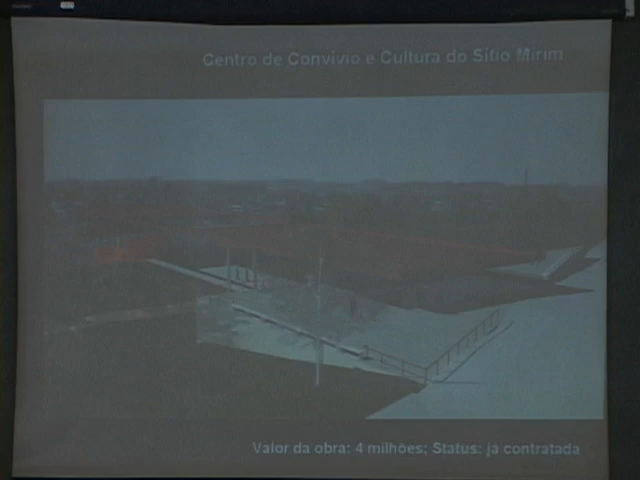 Centro de Convívio e Cultura do Sítio Mirim
Valor da obra: 4 milhões; Status: já contratada